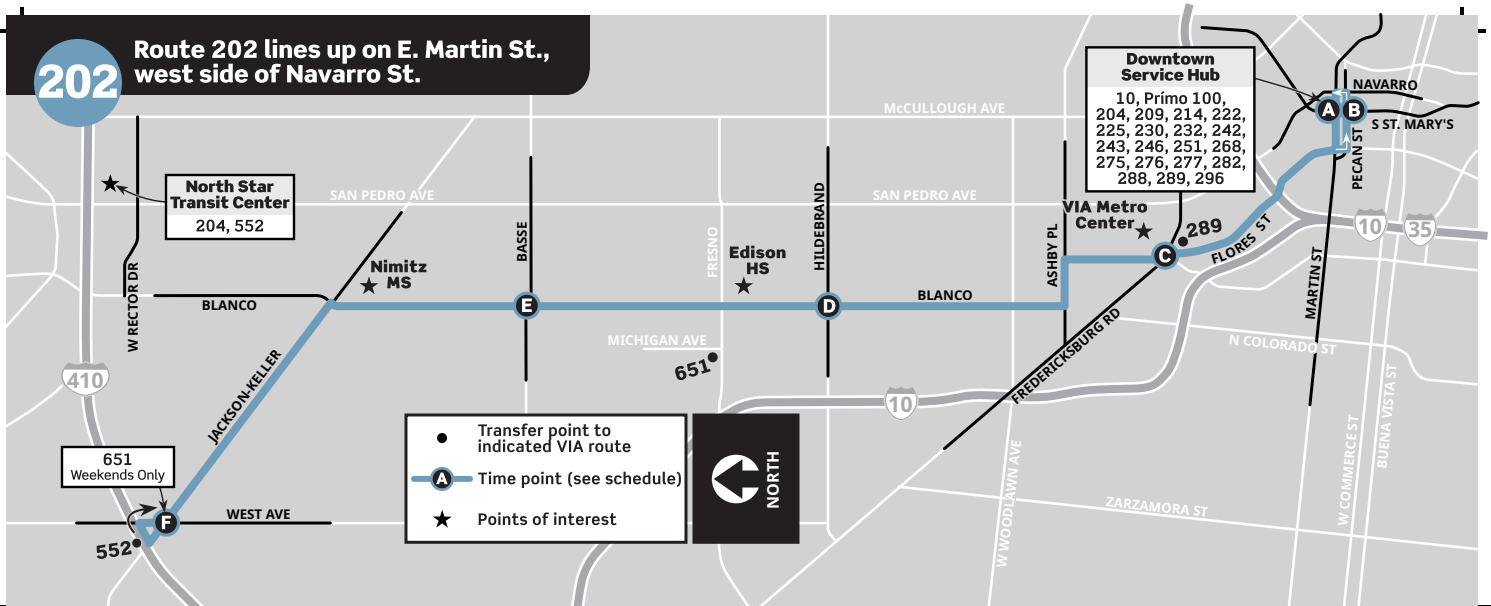 202
Route 202 lines up on E. Martin St.,
west side of Navarro St.
Downtown
Service Hub
10, Prímo 100,
204, 209, 214, 222,
225, 230, 232, 242,
243, 246, 251, 268,
275, 276, 277, 282,
288, 289, 296
NAVARRO
A
B
S ST. MARY'S
PECAN ST
McCULLOUGH AVE
North Star
Transit Center
204, 552
SAN PEDRO AVE
SAN PEDRO AVE
W RECTOR DR
BASSE
FRESNO
HILDEBRAND
ASHBY PL
VIA Metro
Center
289
C
FLORES ST
10
35
MARTIN ST
Nimitz
MS
Edison
HS
BLANCO
E
D
BLANCO
MICHIGAN AVE
651
N COLORADO ST
FREDERICKSBURG RD
410
JACKSON-KELLER
10
BUENA VISTA ST
W COMMERCE ST
W WOODLAWN AVE
ZARZAMORA ST
651
Weekends Only
F
WEST AVE
552
Transfer point to
indicated VIA route
A
Time point (see schedule)
Points of interest
NORTH